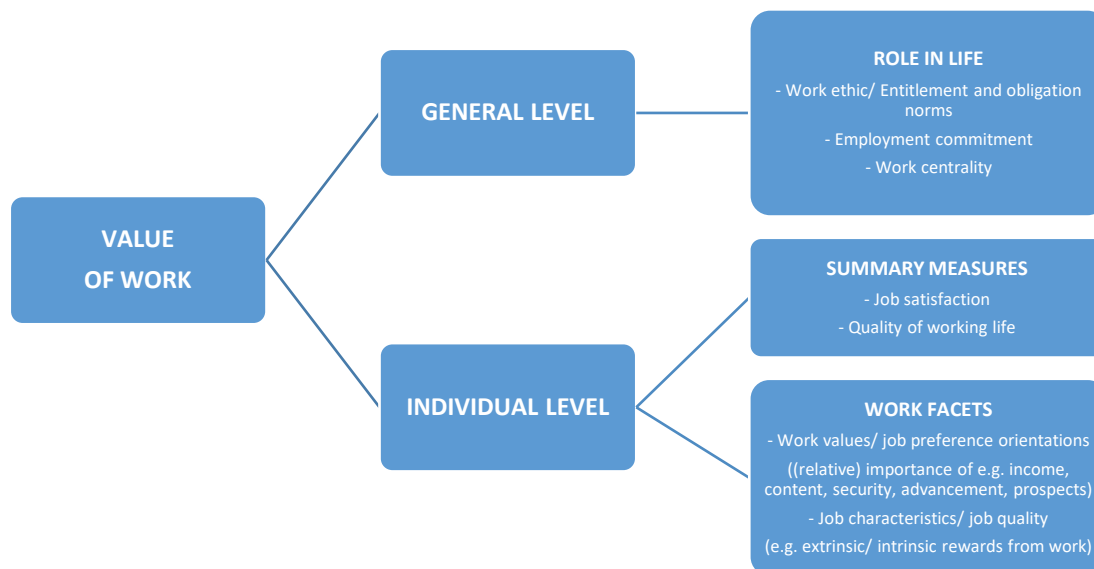 VALUE
OF WORK
GENERAL LEVEL
ROLE IN LIFE
- Work ethic/ Entitlement and obligation
norms
- Employment commitment
- Work centrality
INDIVIDUAL LEVEL
SUMMARY MEASURES
- Job satisfaction
- Quality of working life
WORK FACETS
- Work values/ job preference orientations
((relative) importance of e.g. income,
content, security, advancement, prospects)
- Job characteristics/ job quality
(e.g. extrinsic/ intrinsic rewards from work)